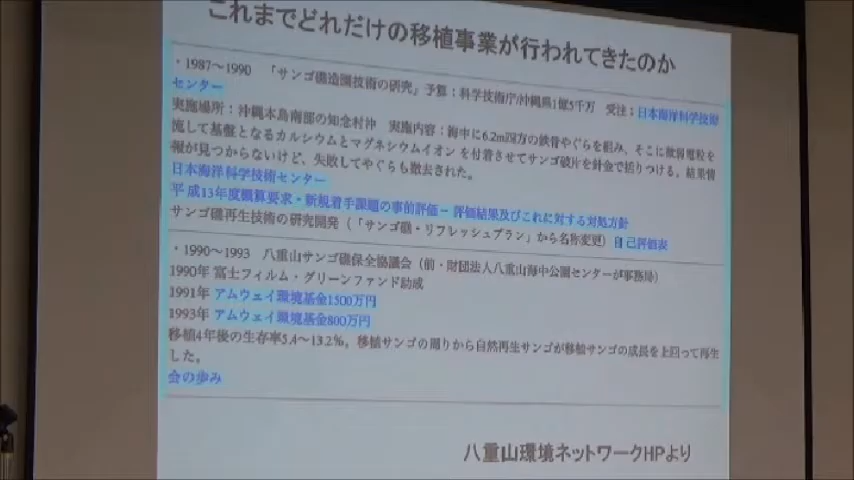 これまでどれだけの移植事業が行われてきたのか
・1987～1990 「サンゴ礁造園技術の研究」予算：科学技術庁/沖縄県1億5千万 受注：日本海洋科学技術
センター
実施場所：沖縄本島南部の知念村沖 実施内容：海中に6.2m四方の鉄骨やぐらを組み、そこに微弱電粒を
流して基盤となるカルシウムとマグネシウムイオンを付着させてサンゴ破片を針金で括りつける。結果情
報が見つからないけど、失敗してやぐらも撤去された。
日本海洋科学技術センター
平成13年度概算要求・新規着手課題の事前評価－評価結果及びこれに対する対処方針
サンゴ礁再生技術の研究開発（「サンゴ礁・リフレッシュプラン」から名称変更）自己評価表
・1990～1993 八重山サンゴ礁保全協議会（前・財団法人八重山海中公園センターが事務局）
1990年 富士フィルム・グリーンファンド助成
1991年 アムウェイ環境基金1500万円
1993年 アムウェイ環境基金800万円
移植4年後の生存率5.4～13.2%。移植サンゴの周りから自然再生サンゴが移植サンゴの成長を上回って再生
した。
会の歩み
八重山環境ネットワークHPより